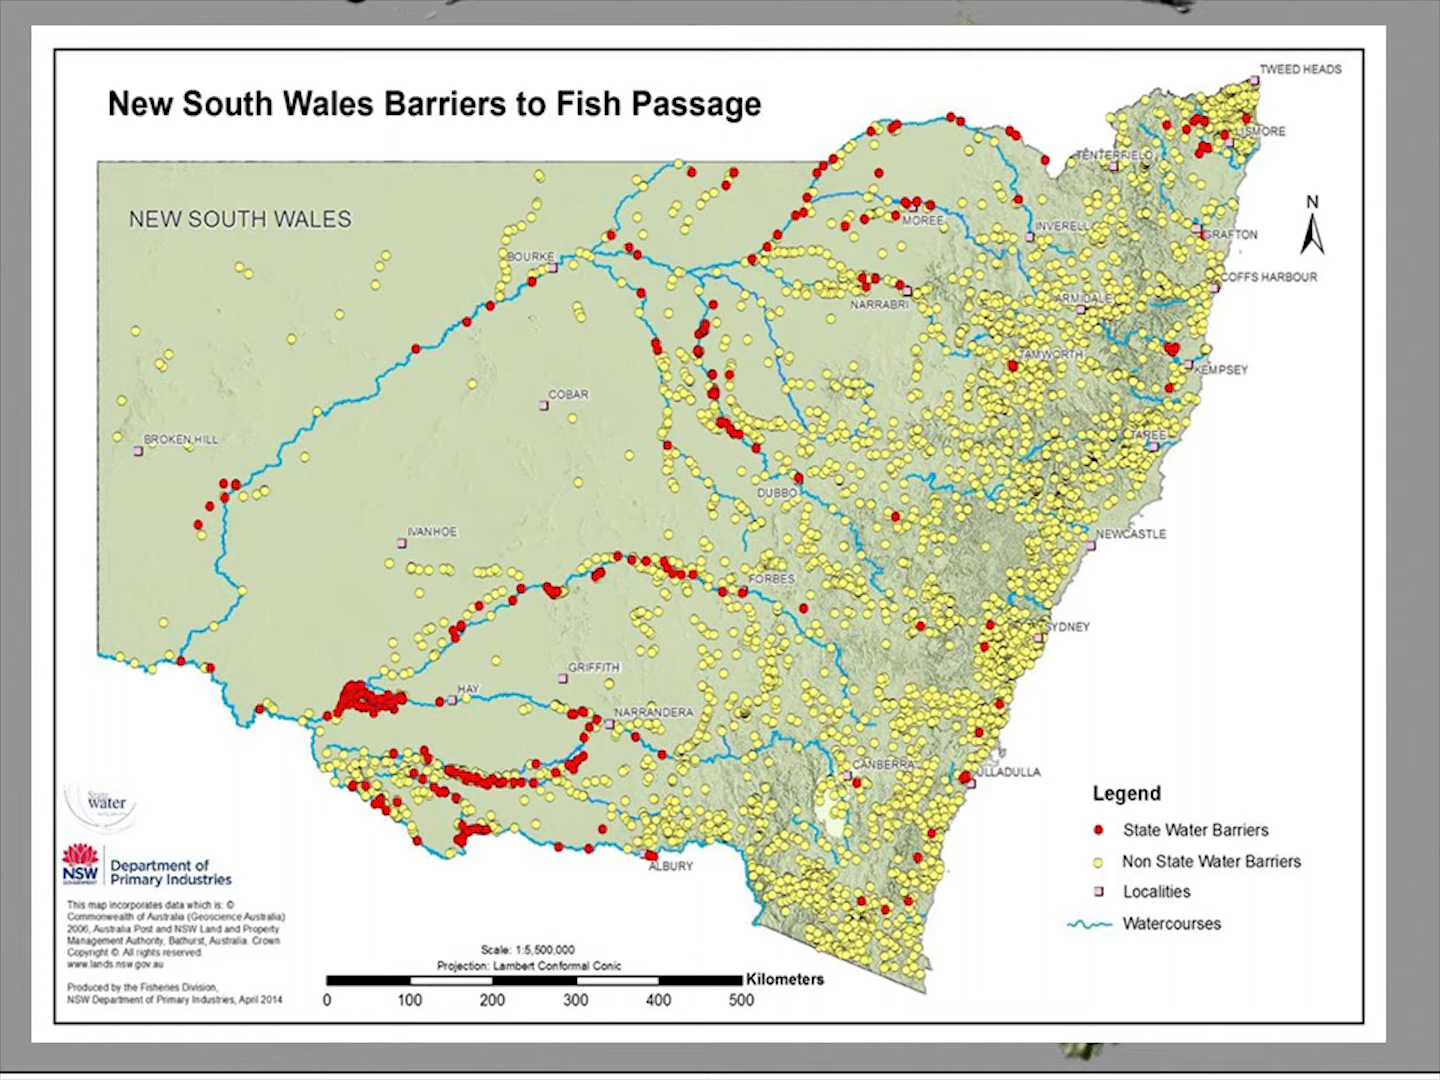 New South Wales Barriers to Fish Passage
TWEED HEADS
LISMORE
TENTERFIELD
NEW SOUTH WALES
N
MOREE
INVERELL
GRAFTON
BOURKE
COFFS HARBOUR
NARRABRI
ARMIDALE
TAMWORTH
KEMPSEY
COBAR
BROKEN HILL
TAREE
DUBBO
IVANHOE
NEWCASTLE
FORBES
SYDNEY
GRIFFITH
HAY
NARRANDERA
CANBERRA
ULLADULLA
ALBURY
Legend
State Water Barriers
Non State Water Barriers
Localities
Watercourses
State
water
NSW
GOVERNMENT
Department of
Primary Industries
This map incorporates data which is: ©
Commonwealth of Australia (Geoscience Australia)
2006, Australia Post and NSW Land and Property
Management Authority, Bathurst, Australia. Crown
Copyright ©. All rights reserved.
www.lands.nsw.gov.au
Produced by the Fisheries Division,
NSW Department of Primary Industries, April 2014
Scale: 1:5,500,000
Projection: Lambert Conformal Conic
Kilometers
0 100 200 300 400 500